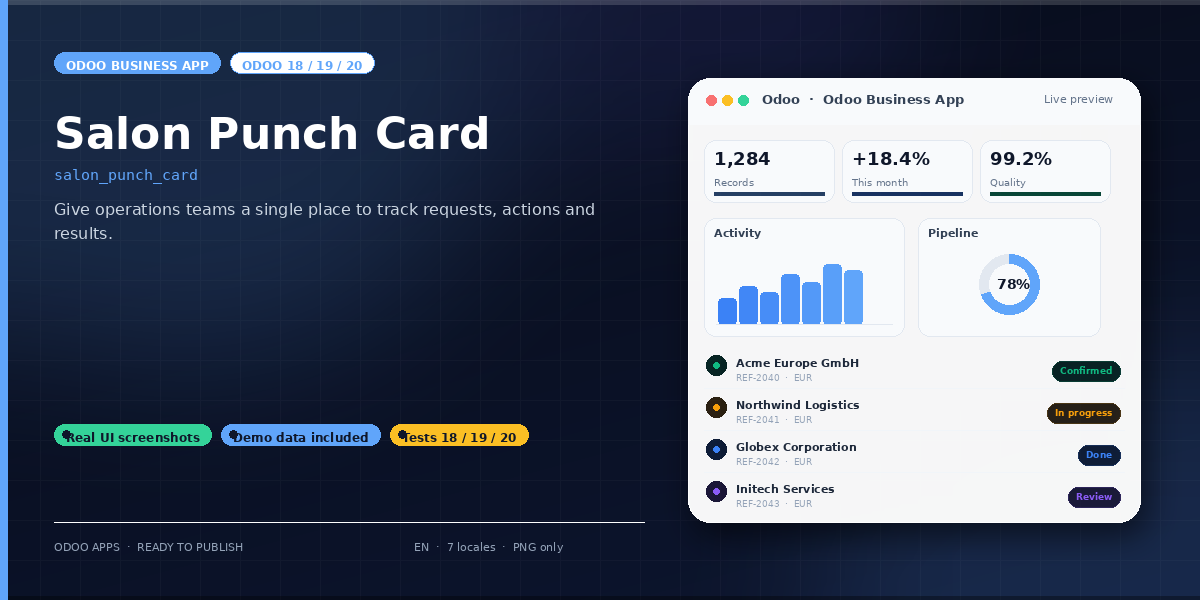 ODOO BUSINESS APP
ODOO 18 / 19 / 20
Salon Punch Card
salon_punch_card
Give operations teams a single place to track requests, actions and
results.
Real UI screenshots
Demo data included
Tests 18 / 19 / 20
ODOO APPS · READY TO PUBLISH
EN · 7 locales · PNG only
Odoo · Odoo Business App
Live preview
1,284
Records
+18.4%
This month
99.2%
Quality
Activity
Pipeline
78%
Acme Europe GmbH
REF-2040 · EUR
Confirmed
Northwind Logistics
REF-2041 · EUR
In progress
Globex Corporation
REF-2042 · EUR
Done
Initech Services
REF-2043 · EUR
Review